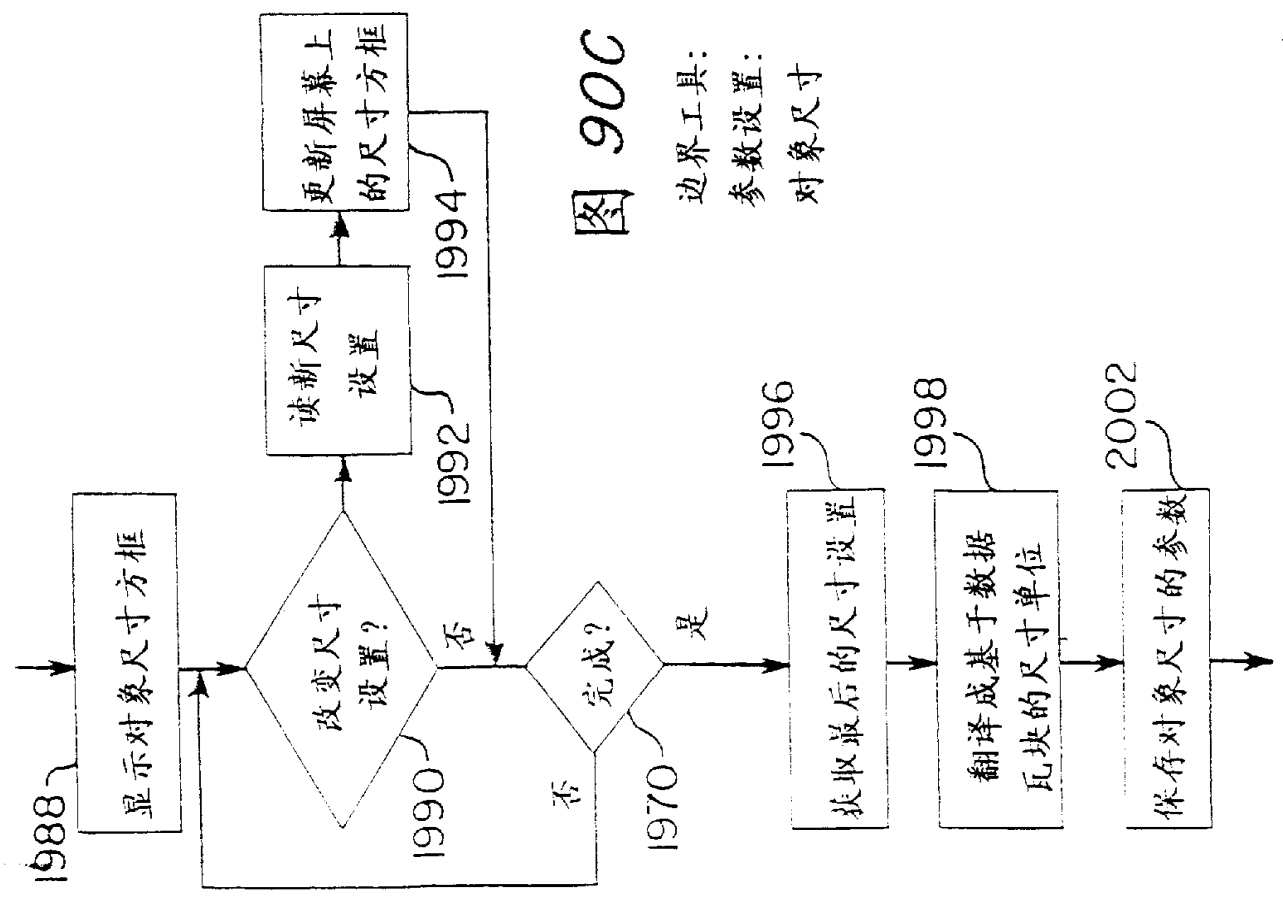 1988
显示对象尺寸方框
改变尺寸
设置?
1990
否
读新尺寸
设置
1992
更新屏幕上
的尺寸方框
1994
完成?
1970
否
是
获取最后的尺寸设置
1996
翻译成基于数据
瓦块的尺寸单位
1998
保存对象尺寸的参数
2002
图 90C
边界工具:
参数设置:
对象尺寸